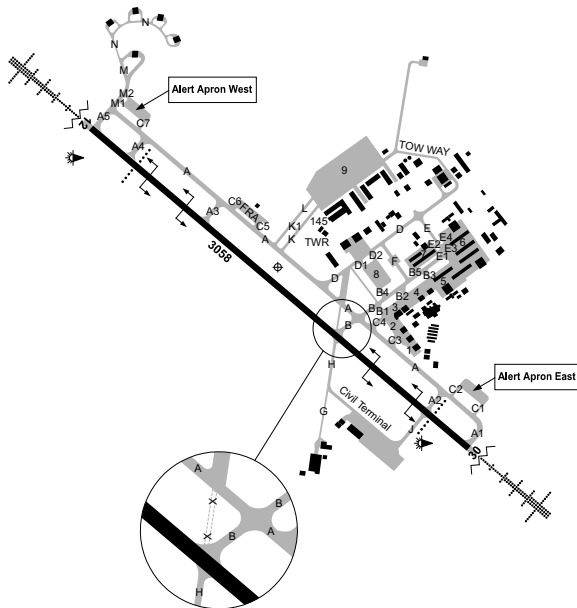 N
N
M
M2
M1
Alert Apron West
A5
C7
12
A4
A
TOW WAY
9
C6
FRA
C5
L
A3
K1
145
K
TWR
A
3058
D
E
E4
6
E2
E3
E1
D2
F
D1
D
8
B5
B3
5
B4
B2
4
A
B
B1
3
B
C4
2
C3
1
H
A
Alert Apron East
A2
C2
C1
G
Civil Terminal
J
A1
30
A
X
B
X
B
A
H